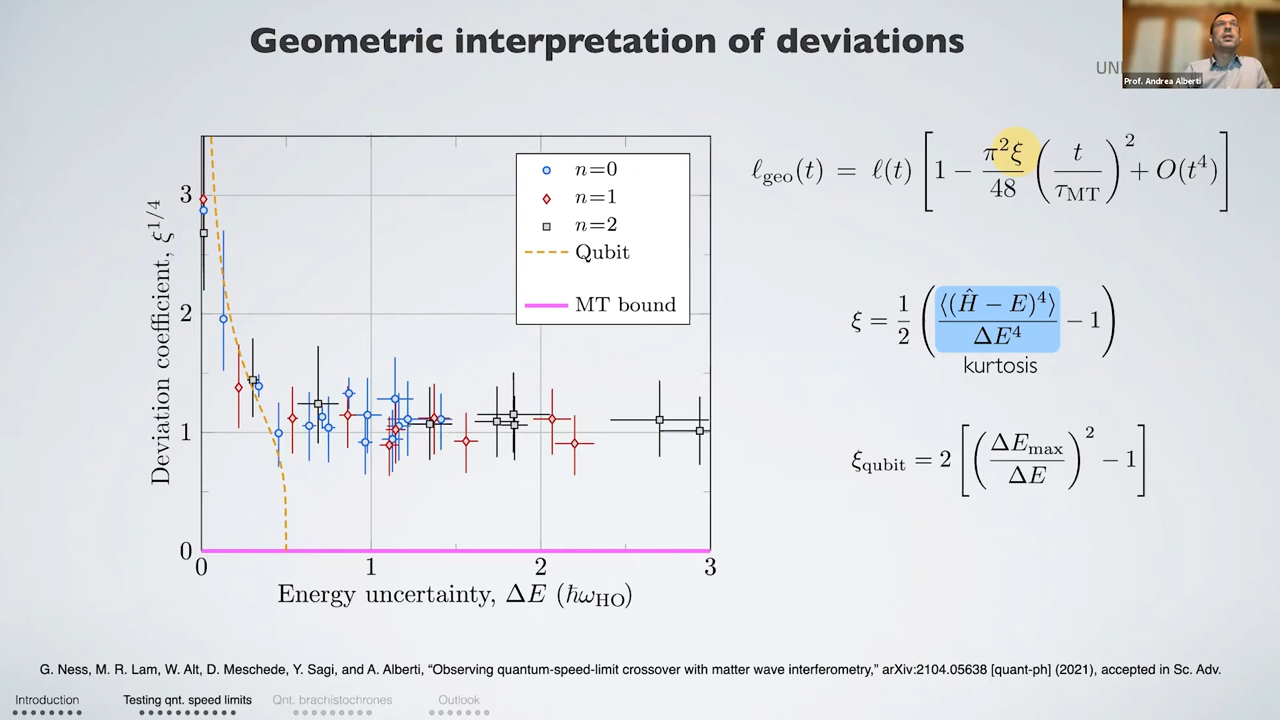 Geometric interpretation of deviations
UNI
Prof. Andrea Alberti
ℓ_geo(t) = ℓ(t) [1 − π²ξ/48 (t/τ_MT)² + O(t⁴)]
ξ = 1/2 (⟨(Ĥ − E)⁴⟩/ΔE⁴ − 1)
kurtosis
ξ_qubit = 2 [(ΔE_max/ΔE)² − 1]
Deviation coefficient, ξ^1/4
3
2
1
0
n=0
n=1
n=2
Qubit
MT bound
0 1 2 3
Energy uncertainty, ΔE (ℏω_HO)
G. Ness, M. R. Lam, W. Alt, D. Meschede, Y. Sagi, and A. Alberti, “Observing quantum-speed-limit crossover with matter wave interferometry,” arXiv:2104.05638 [quant-ph] (2021), accepted in Sc. Adv.
Introduction Testing qnt. speed limits Qnt. brachistochrones Outlook